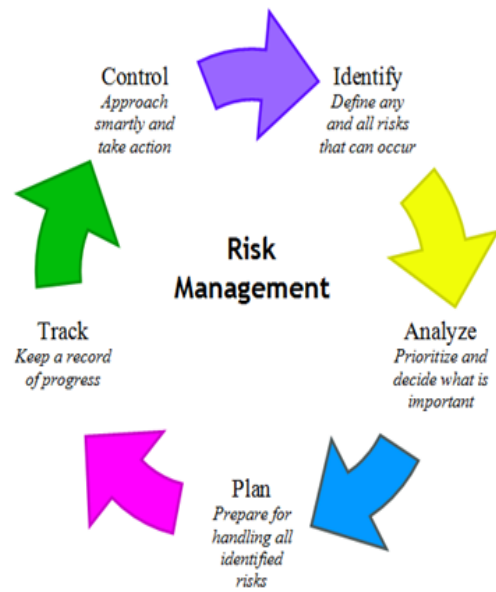 Control
Approach
smartly and
take action
Identify
Define any
and all risks
that can occur
Risk
Management
Track
Keep a record
of progress
Analyze
Prioritize and
decide what is
important
Plan
Prepare for
handling all
identified
risks